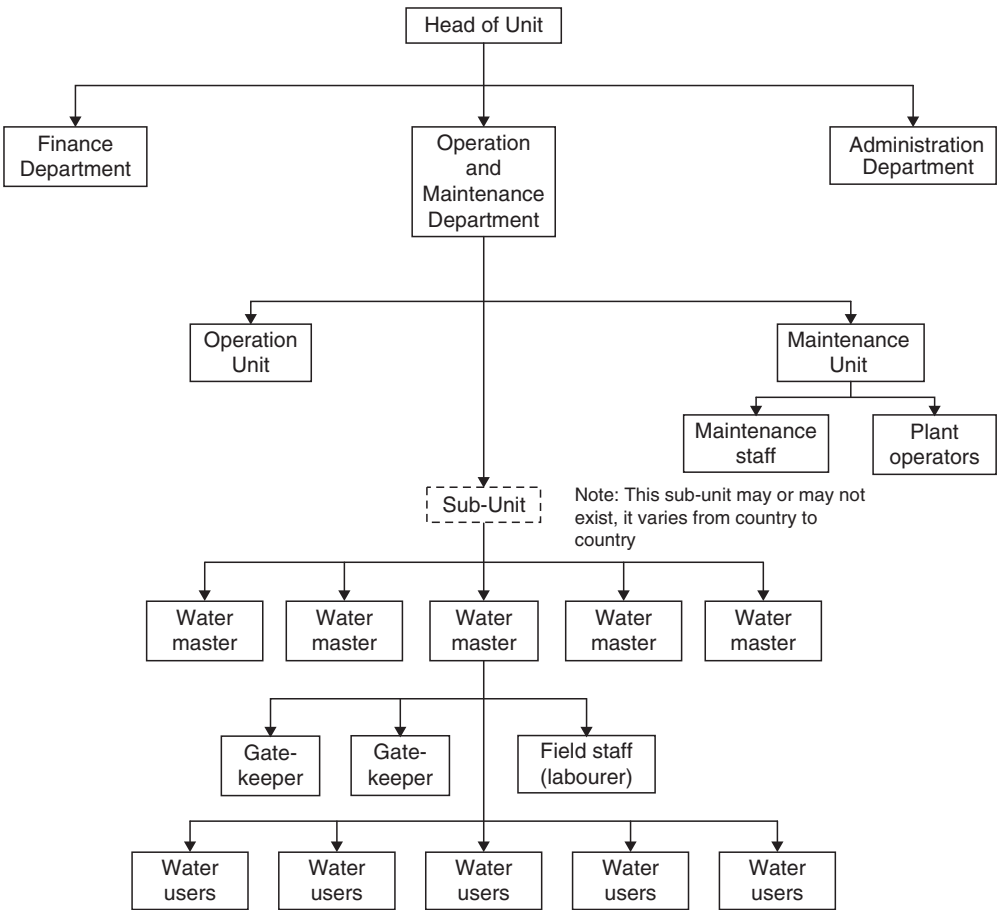 Head of Unit
Finance
Department
Operation
and
Maintenance
Department
Administration
Department
Operation
Unit
Maintenance
Unit
Maintenance
staff
Plant
operators
Sub-Unit
Note: This sub-unit may or may not
exist, it varies from country to
country
Water
master
Water
master
Water
master
Water
master
Water
master
Gate-
keeper
Gate-
keeper
Field staff
(labourer)
Water
users
Water
users
Water
users
Water
users
Water
users